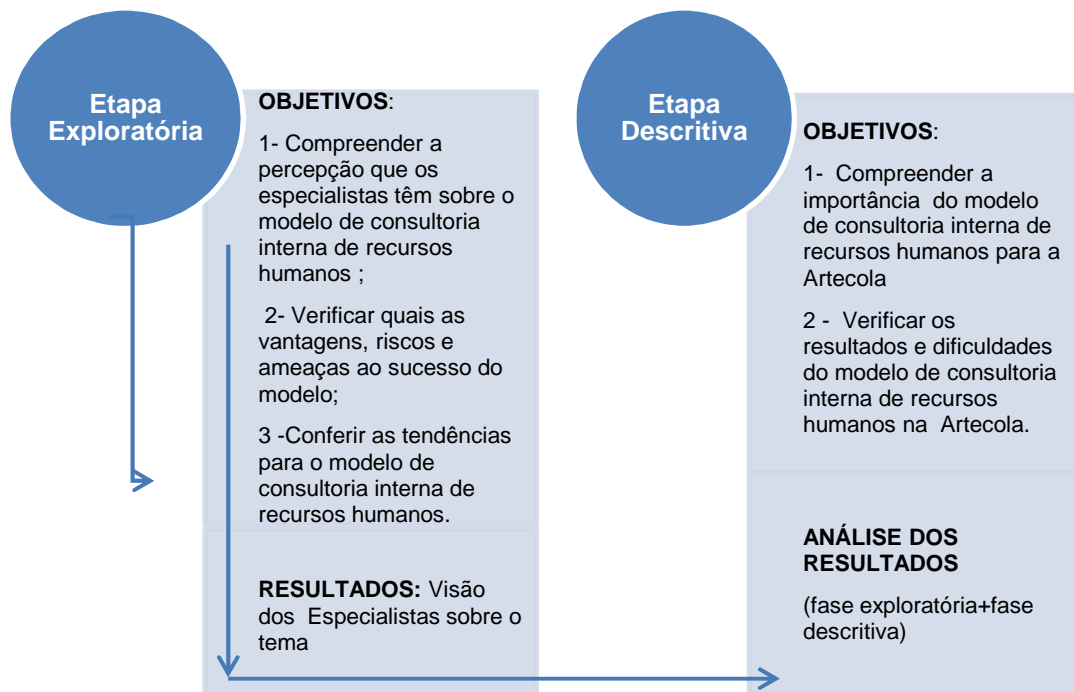 Etapa
Exploratória
OBJETIVOS:
1- Compreender a
percepção que os
especialistas têm sobre o
modelo de consultoria
interna de recursos
humanos ;
2- Verificar quais as
vantagens, riscos e
ameaças ao sucesso do
modelo;
3 -Conferir as tendências
para o modelo de
consultoria interna de
recursos humanos.
RESULTADOS: Visão
dos Especialistas sobre o
tema
Etapa
Descritiva
OBJETIVOS:
1- Compreender a
importância do modelo
de consultoria interna de
recursos humanos para a
Artecola
2 - Verificar os
resultados e dificuldades
do modelo de consultoria
interna de recursos
humanos na Artecola.
ANÁLISE DOS
RESULTADOS
(fase exploratória+fase
descritiva)